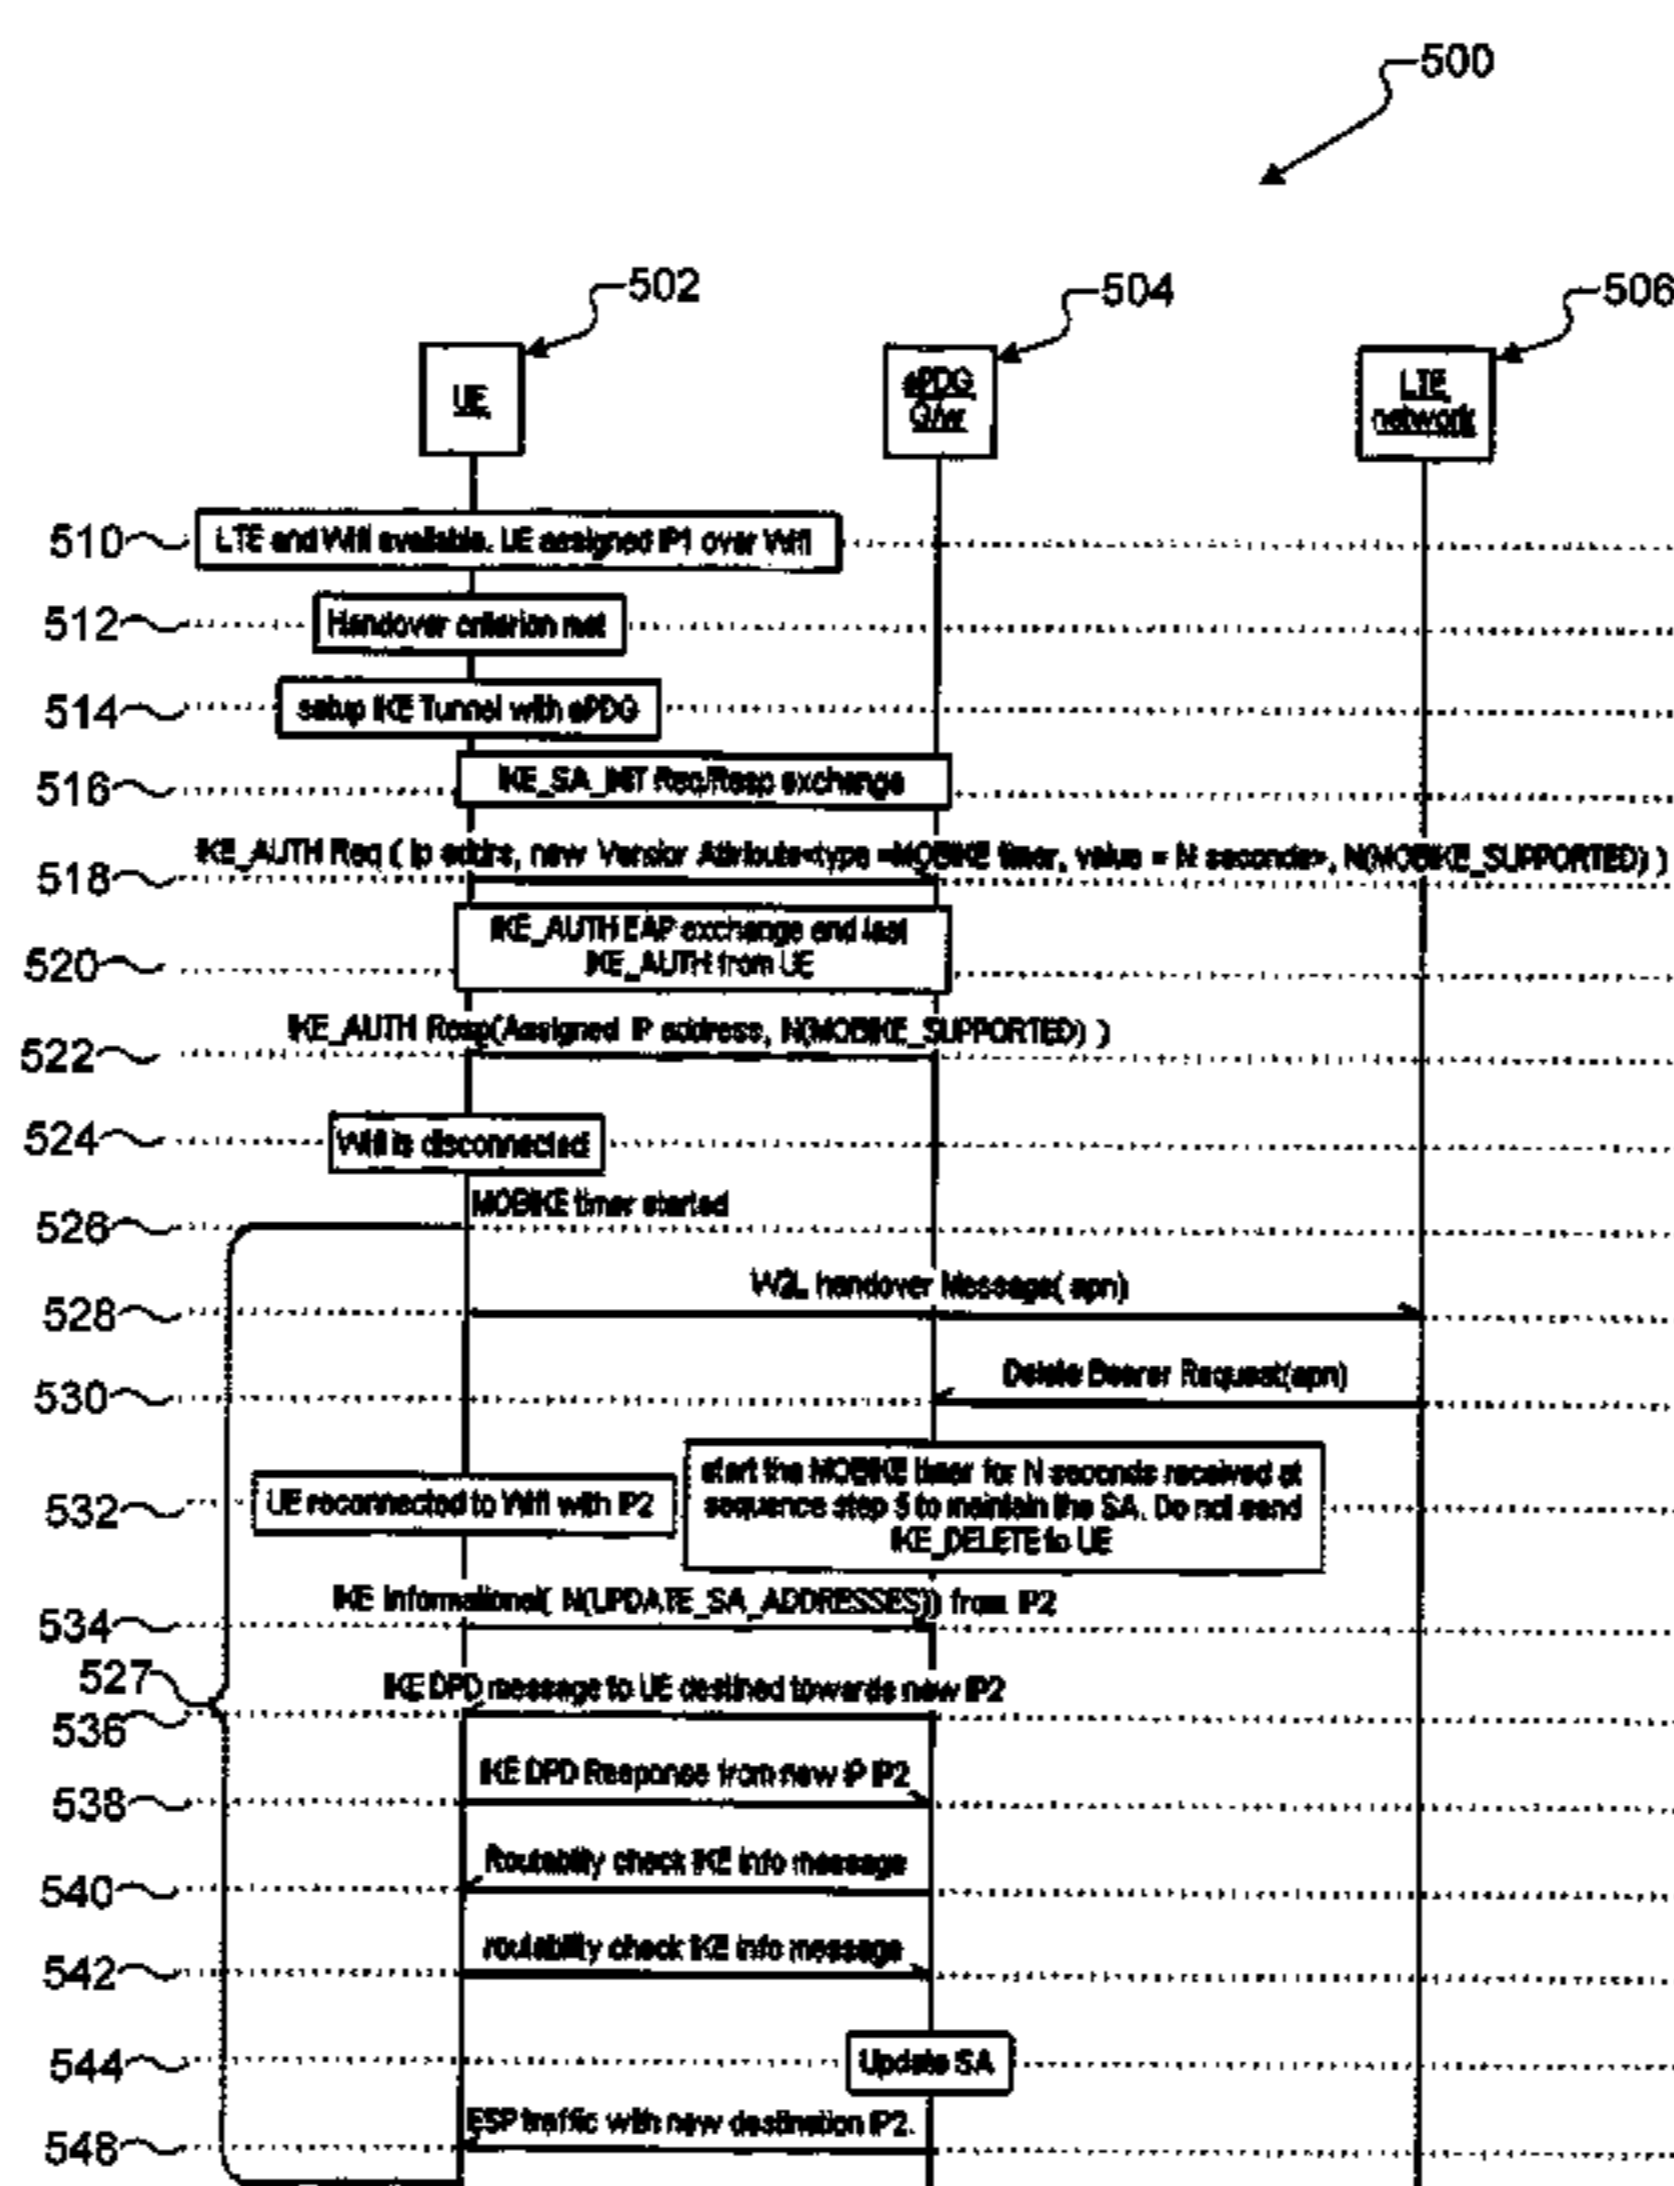 500
502
504
506
UE
ePDG
G/w
LTE
network
510
LTE and Wifi available. UE assigned IP1 over Wifi
512
Handover criterion met
514
setup IKE Tunnel with ePDG
516
IKE_SA_INIT Req/Resp exchange
IKE_AUTH Req ( ip addrs, new Vendor Attribute<type =MOBIKE timer, value = N seconds>, N(MOBIKE_SUPPORTED) )
518
IKE_AUTH EAP exchange and last
IKE_AUTH from UE
520
IKE_AUTH Resp(Assigned IP address, N(MOBIKE_SUPPORTED) )
522
524
Wifi is disconnected
MOBIKE timer started
526
W2L handover Message( apn)
528
Delete Bearer Request(apn)
530
start the MOBIKE timer for N seconds received at
sequence step 5 to maintain the SA. Do not send
IKE_DELETE to UE
532
UE reconnected to Wifi with IP2
IKE Informational( N(UPDATE_SA_ADDRESSES)) from IP2
534
527
IKE DPD message to UE destined towards new IP2
536
IKE DPD Response from new IP IP2
538
Routability check IKE info message
540
routability check IKE info message
542
544
Update SA
ESP traffic with new destination IP2.
548